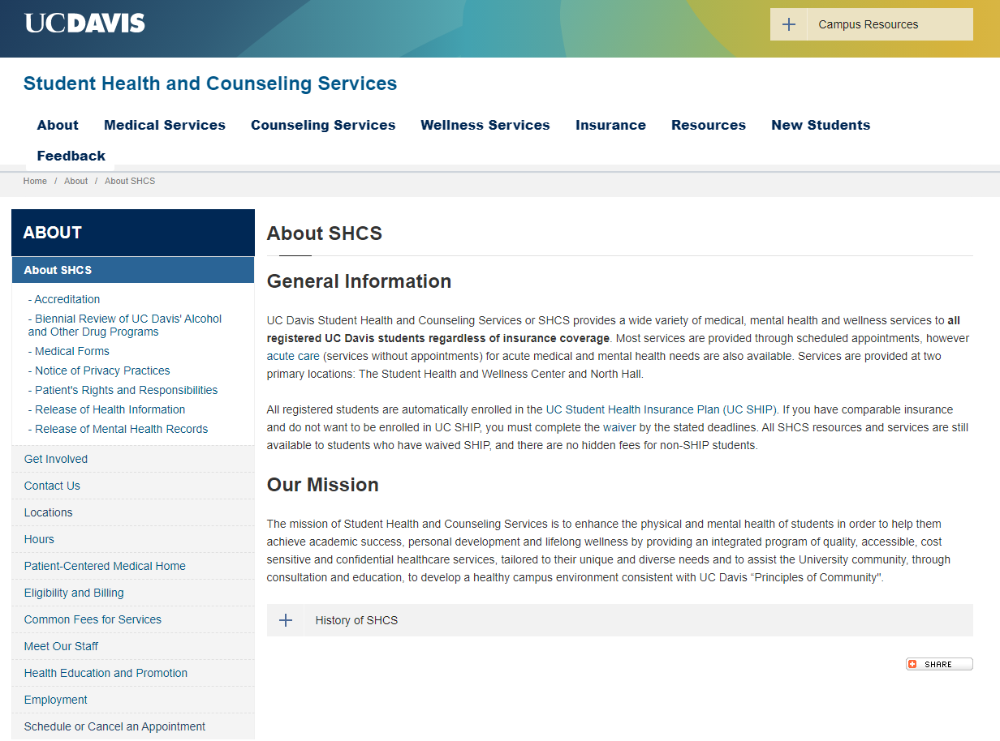 UCDAVIS
Campus Resources
Student Health and Counseling Services
About Medical Services Counseling Services Wellness Services Insurance Resources New Students
Feedback
Home / About / About SHCS
ABOUT
About SHCS
- Accreditation
- Biennial Review of UC Davis' Alcohol
and Other Drug Programs
- Medical Forms
- Notice of Privacy Practices
- Patient's Rights and Responsibilities
- Release of Health Information
- Release of Mental Health Records
Get Involved
Contact Us
Locations
Hours
Patient-Centered Medical Home
Eligibility and Billing
Common Fees for Services
Meet Our Staff
Health Education and Promotion
Employment
Schedule or Cancel an Appointment
About SHCS
General Information
UC Davis Student Health and Counseling Services or SHCS provides a wide variety of medical, mental health and wellness services to all
registered UC Davis students regardless of insurance coverage. Most services are provided through scheduled appointments, however
acute care (services without appointments) for acute medical and mental health needs are also available. Services are provided at two
primary locations: The Student Health and Wellness Center and North Hall.
All registered students are automatically enrolled in the UC Student Health Insurance Plan (UC SHIP). If you have comparable insurance
and do not want to be enrolled in UC SHIP, you must complete the waiver by the stated deadlines. All SHCS resources and services are still
available to students who have waived SHIP, and there are no hidden fees for non-SHIP students.
Our Mission
The mission of Student Health and Counseling Services is to enhance the physical and mental health of students in order to help them
achieve academic success, personal development and lifelong wellness by providing an integrated program of quality, accessible, cost
sensitive and confidential healthcare services, tailored to their unique and diverse needs and to assist the University community, through
consultation and education, to develop a healthy campus environment consistent with UC Davis “Principles of Community".
History of SHCS
SHARE